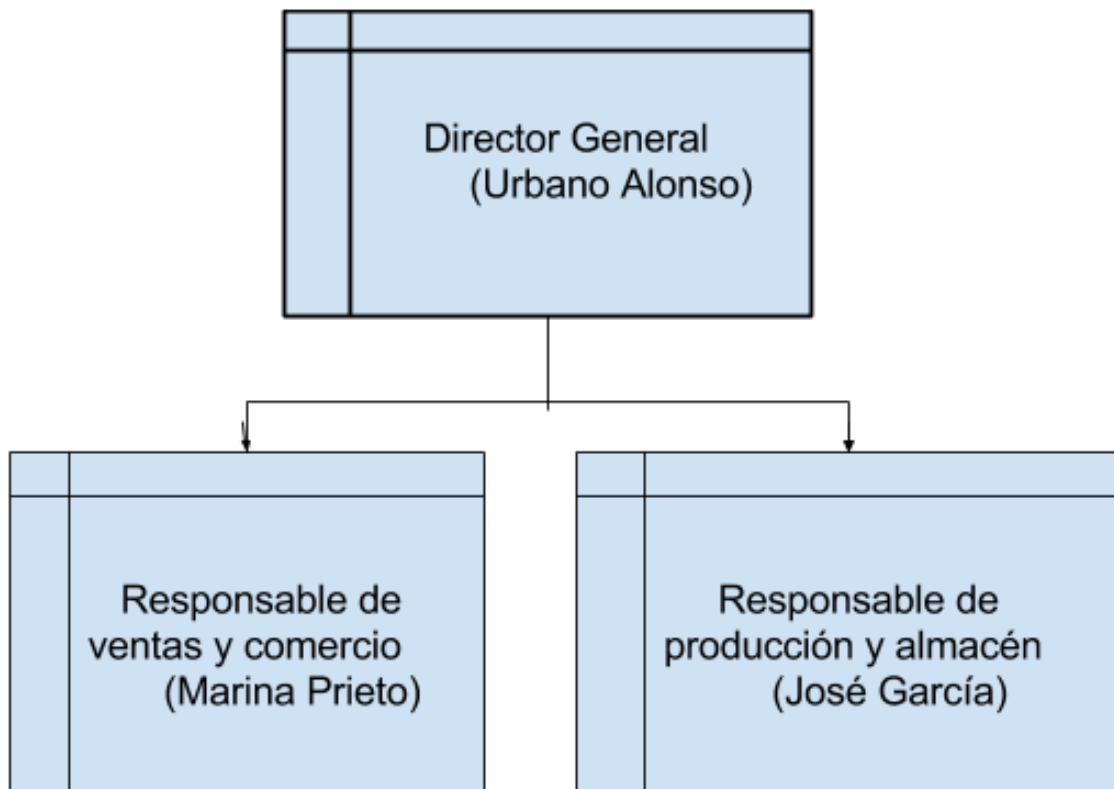 Director General
(Urbano Alonso)
Responsable de
ventas y comercio
(Marina Prieto)
Responsable de
producción y almacén
(José García)